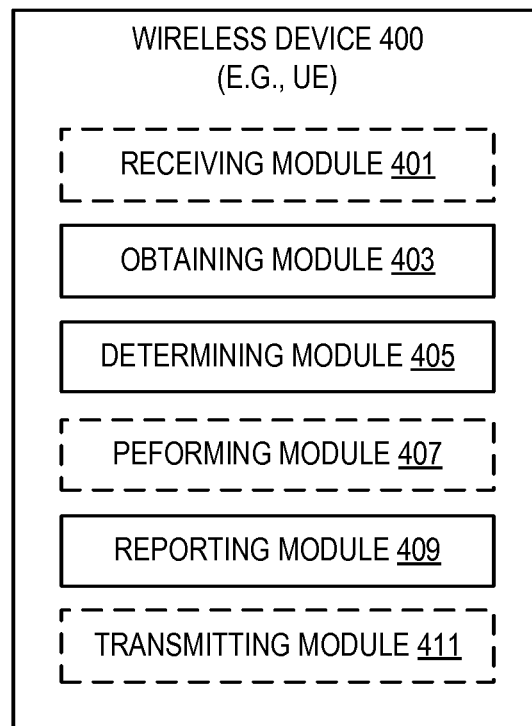 WIRELESS DEVICE 400
(E.G., UE)
RECEIVING MODULE 401
OBTAINING MODULE 403
DETERMINING MODULE 405
PEFORMING MODULE 407
REPORTING MODULE 409
TRANSMITTING MODULE 411